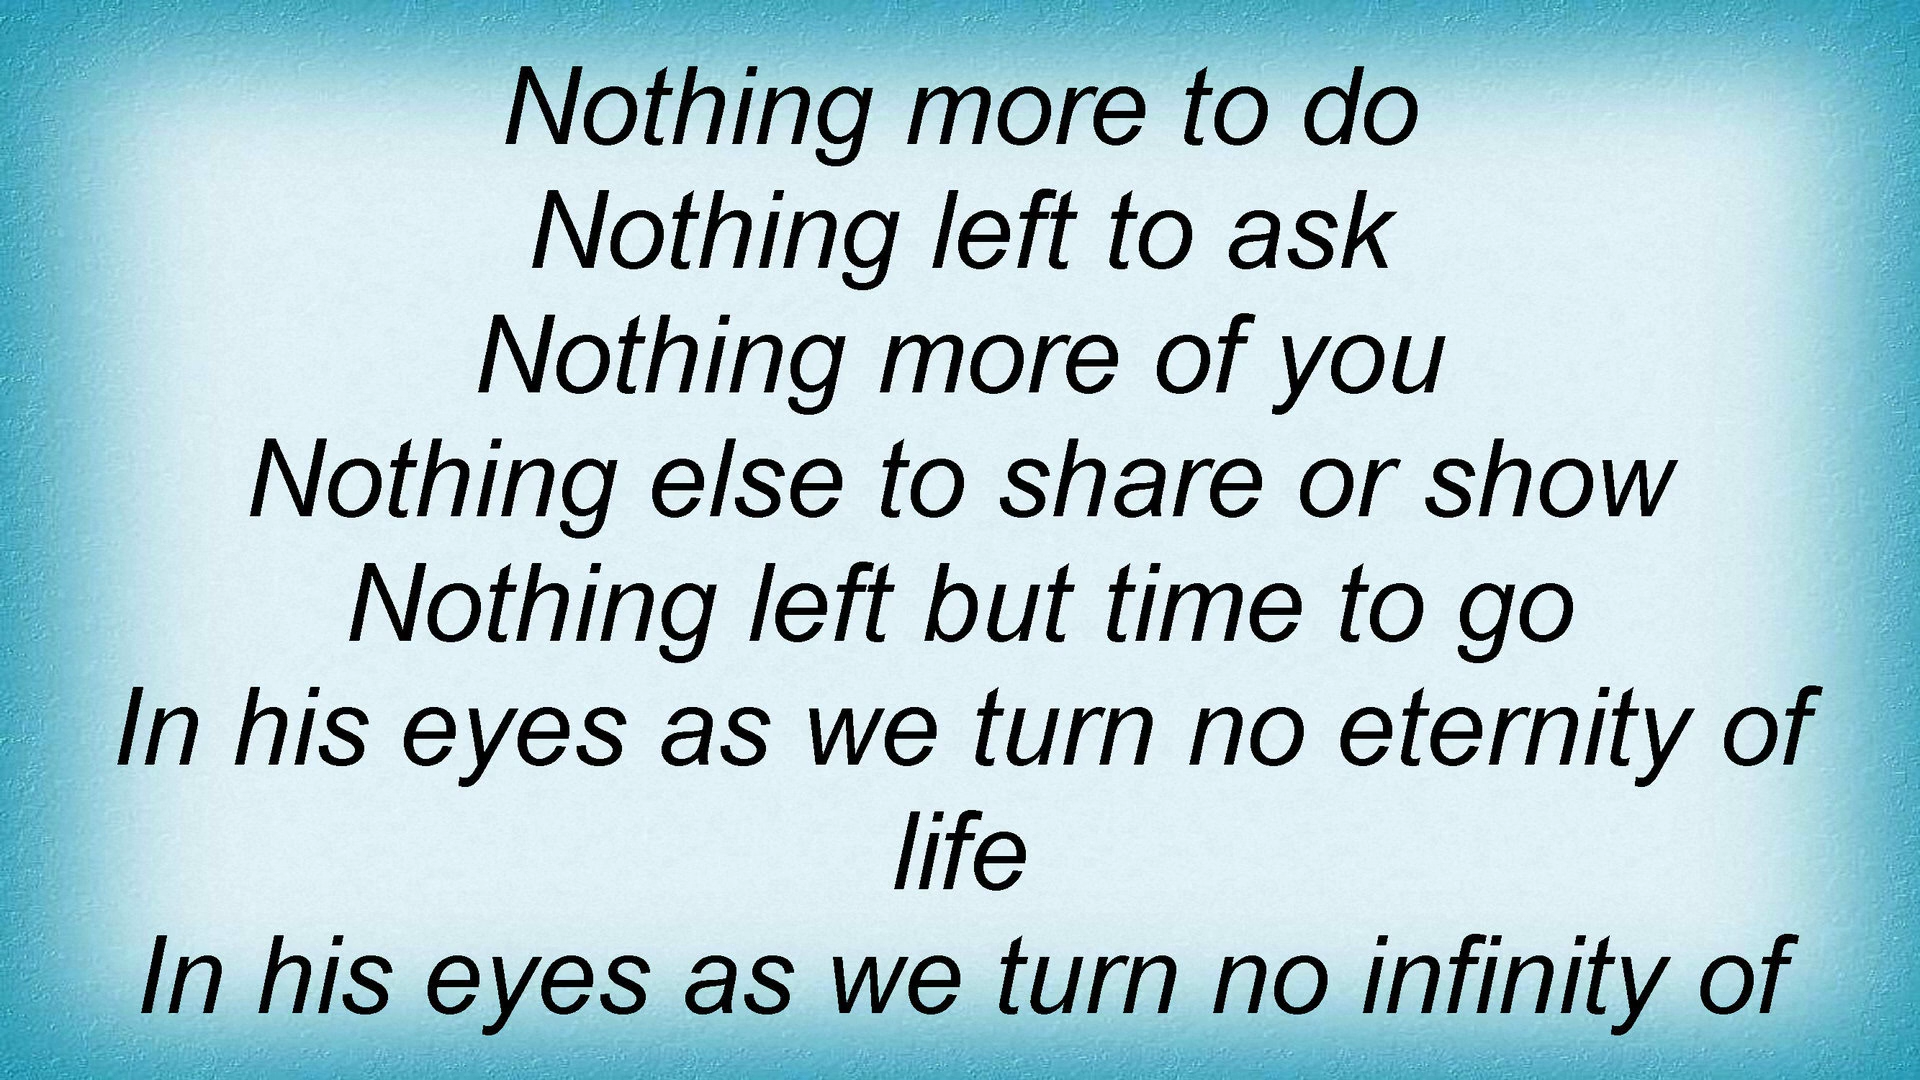 Nothing more to do
Nothing left to ask
Nothing more of you
Nothing else to share or show
Nothing left but time to go
In his eyes as we turn no eternity of
life
In his eyes as we turn no infinity of